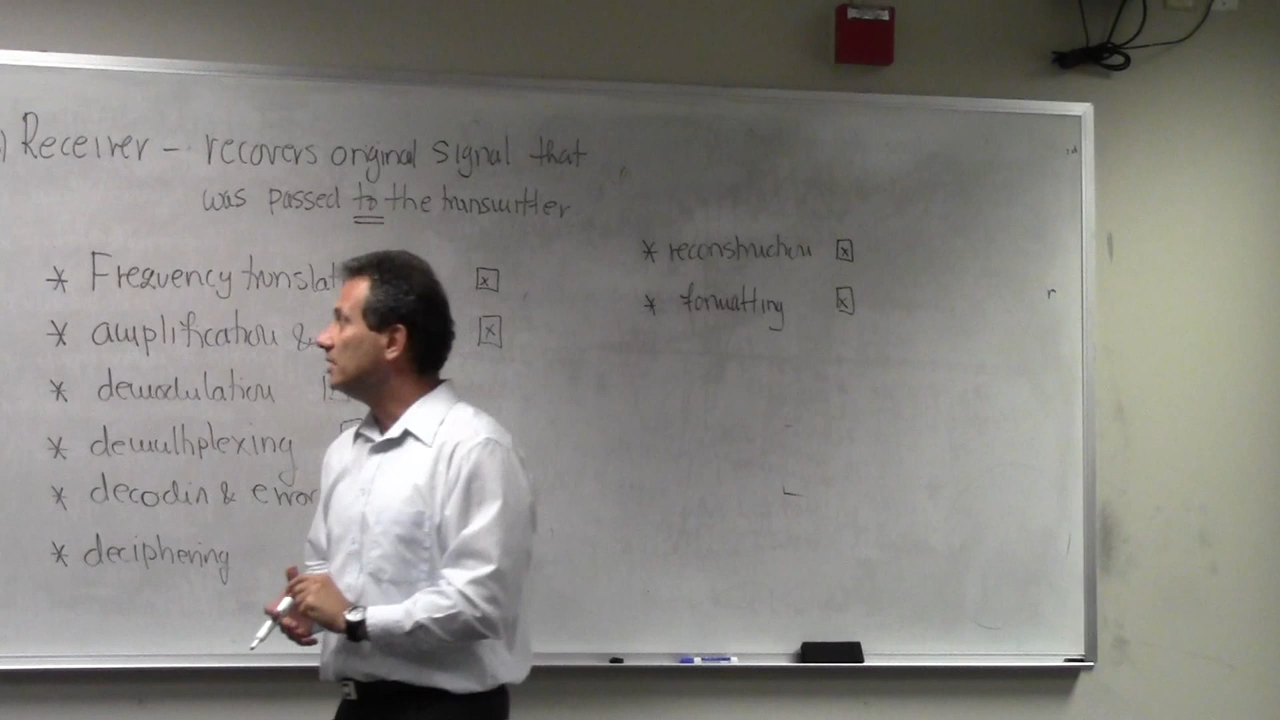 ) Receiver - recovers original signal that
was passed to the transmitter
* Frequency translat
* amplification &
* demodulation
* demultiplexing
* decodin & error
* deciphering
* reconstruction
* formatting